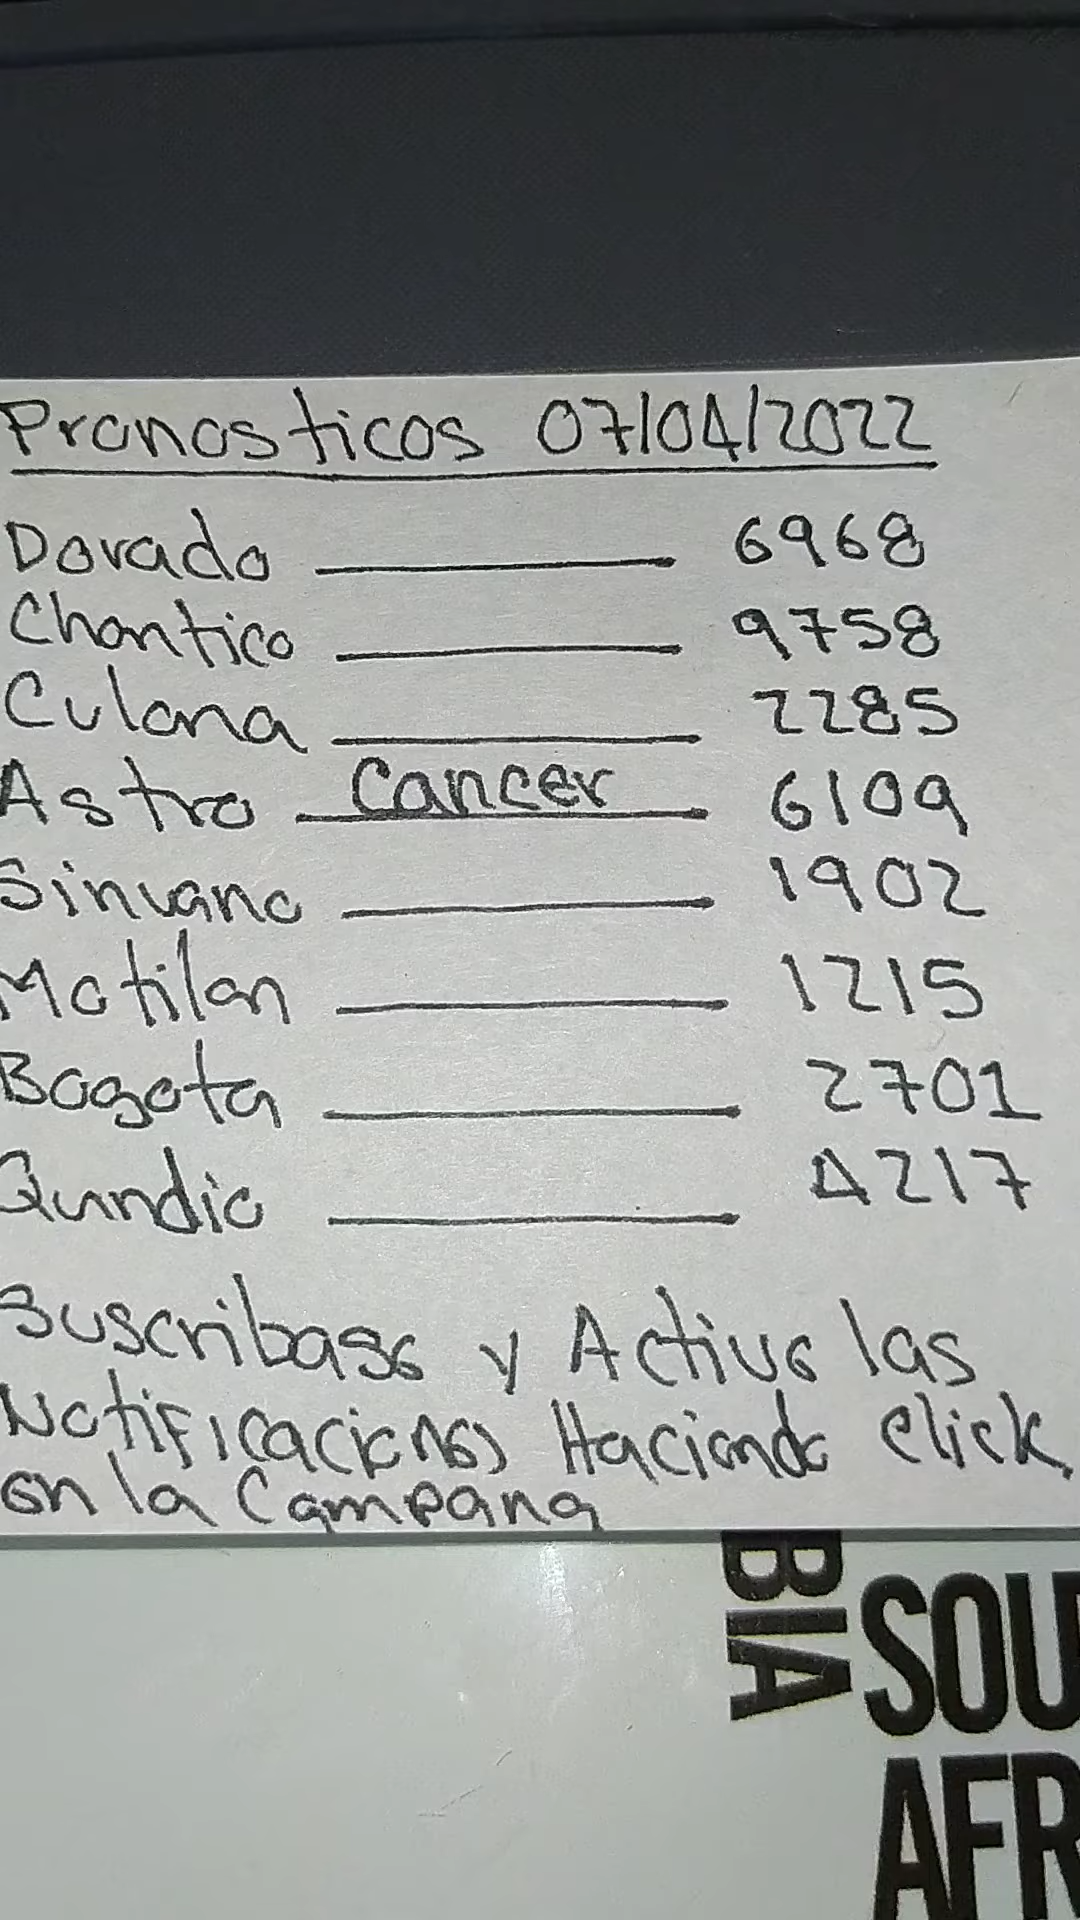 Pronosticos 07/04/2022
Dorado 6968
Chontico 9758
Culona 2285
Astro Cancer 6109
Sinuano 1902
Motilon 1215
Bogota 2701
Quindio 4217
Suscribase y Active las
Notificaciones Haciendo click
en la Campana
BIA
SOU
AFR